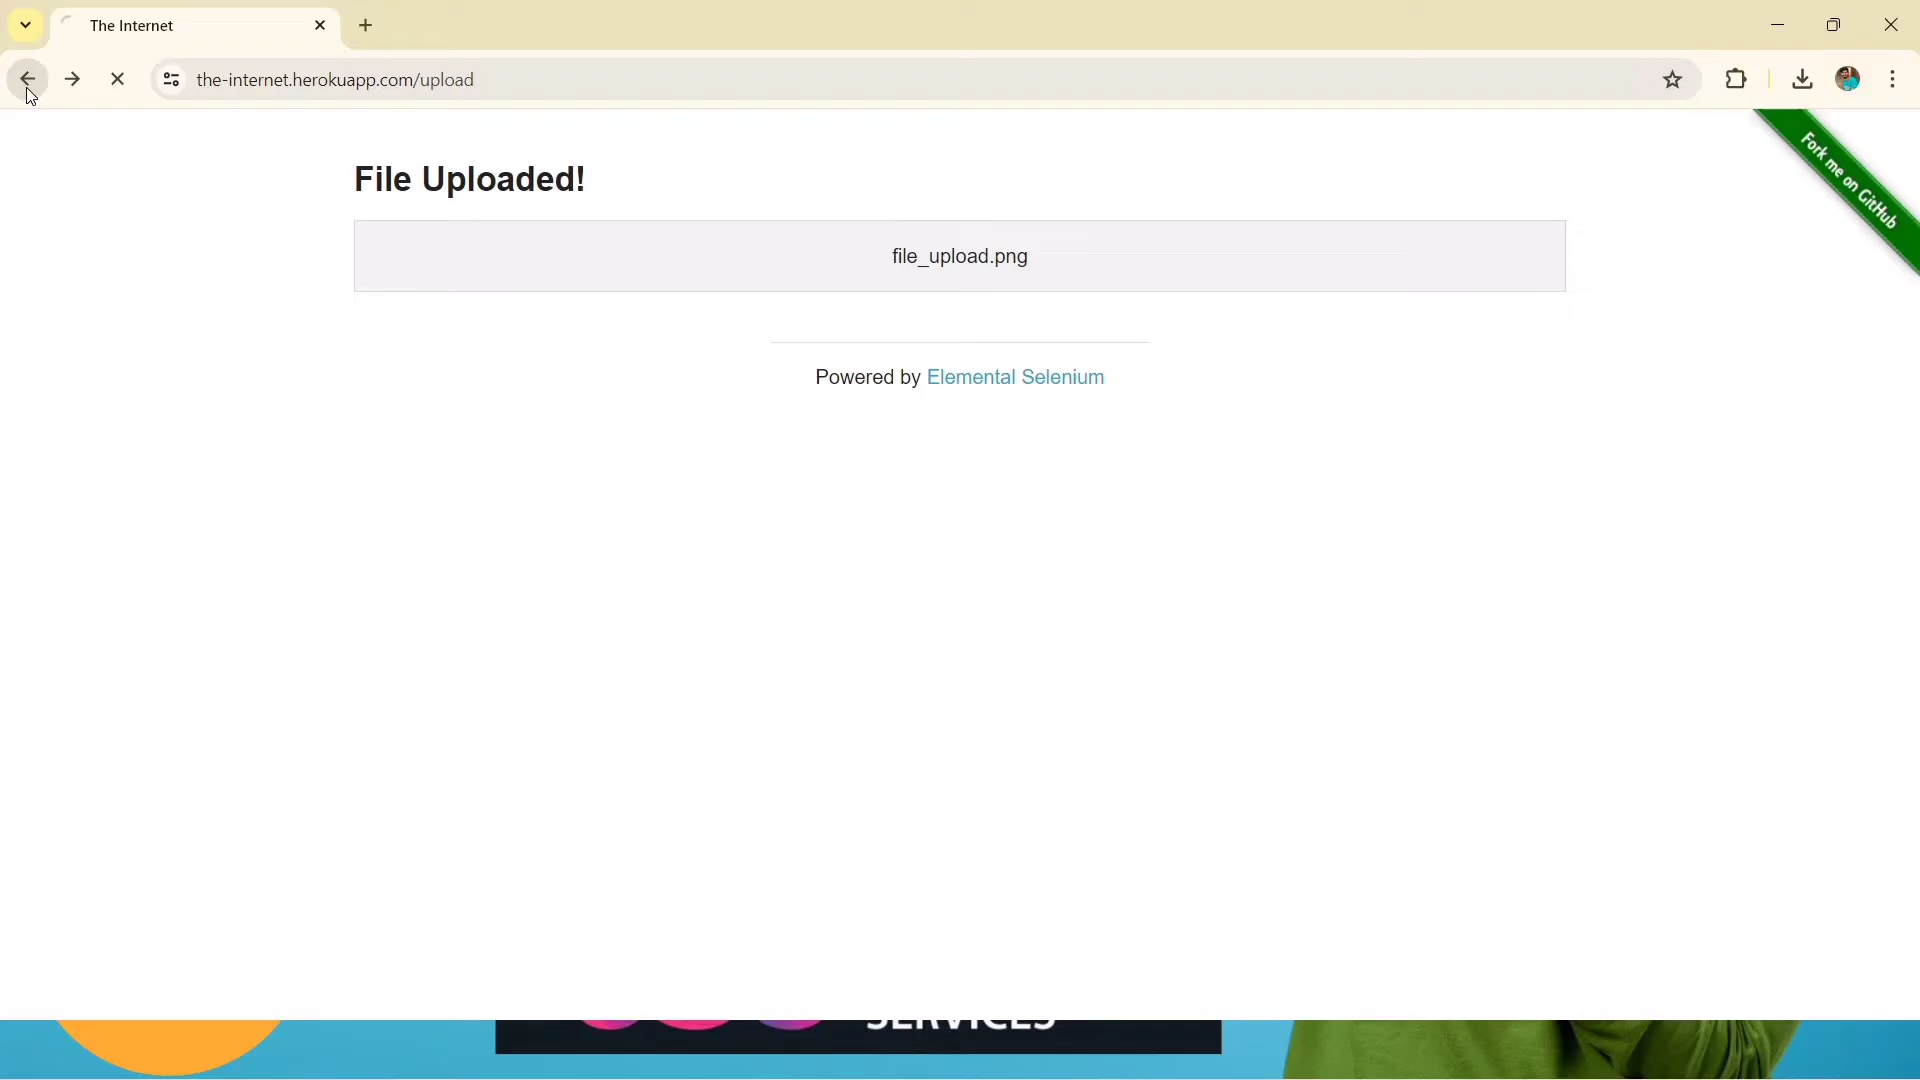 The Internet
the-internet.herokuapp.com/upload
Fork me on GitHub
File Uploaded!
file_upload.png
Powered by Elemental Selenium
SERVICES